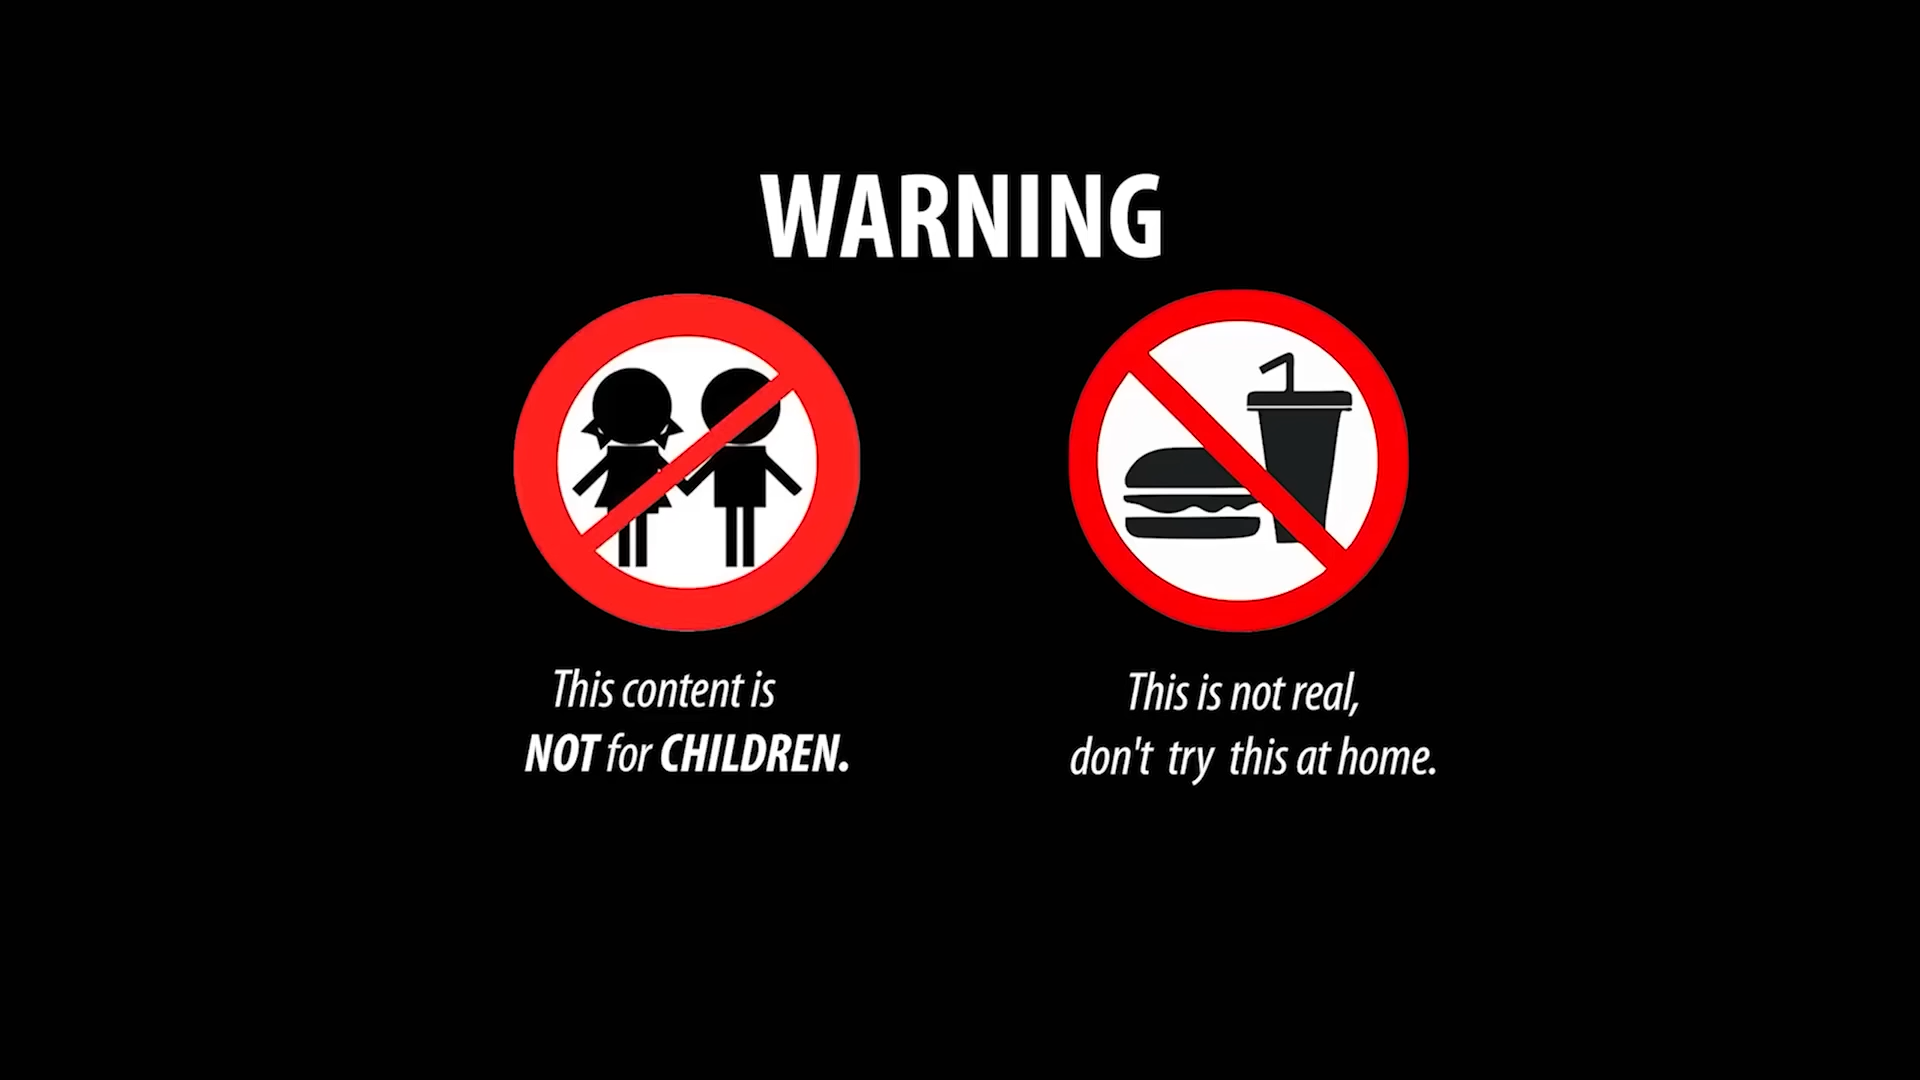 WARNING
This content is
NOT for CHILDREN.
This is not real,
don't try this at home.